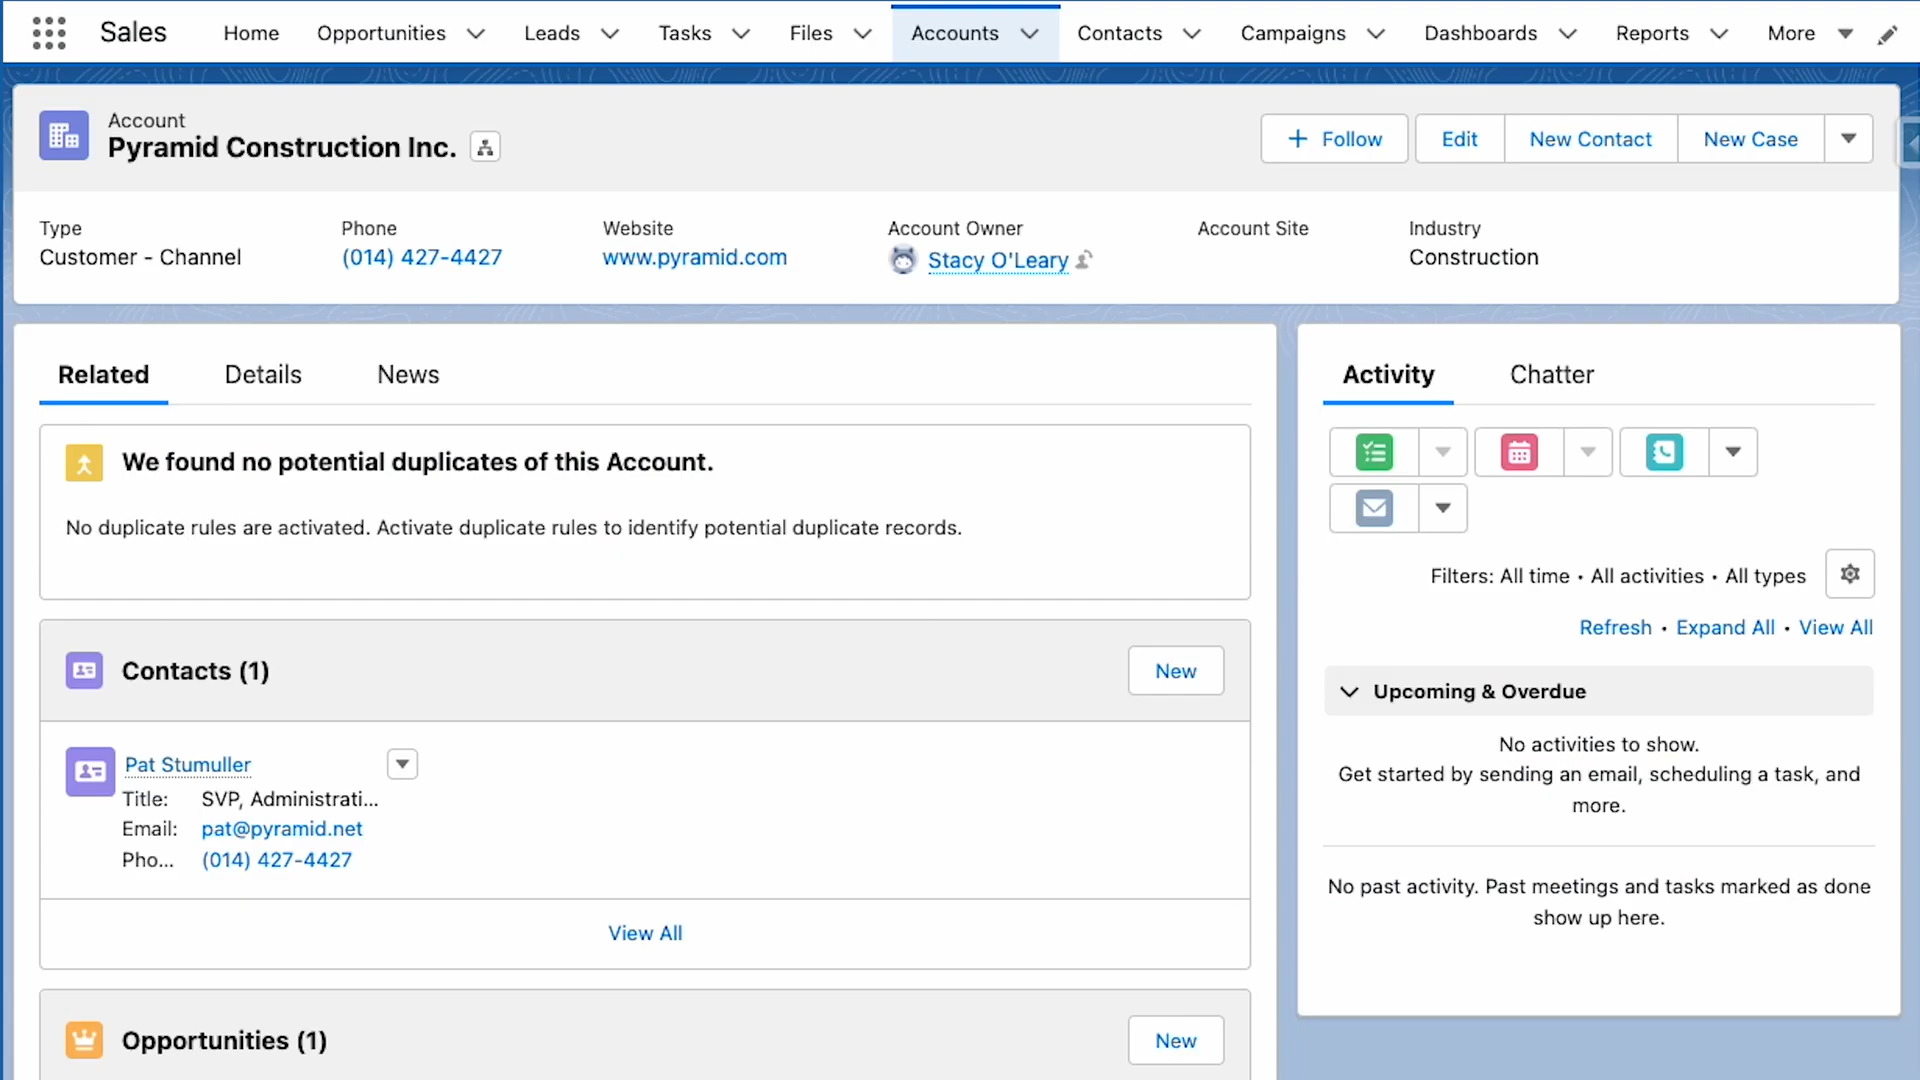 Sales Home Opportunities Leads Tasks Files Accounts Contacts Campaigns Dashboards Reports More
Account
Pyramid Construction Inc.
+ Follow Edit New Contact New Case
Type Phone Website Account Owner Account Site Industry
Customer - Channel (014) 427-4427 www.pyramid.com Stacy O'Leary Construction
Related Details News
We found no potential duplicates of this Account.
No duplicate rules are activated. Activate duplicate rules to identify potential duplicate records.
Contacts (1) New
Pat Stumuller
Title: SVP, Administrati...
Email: pat@pyramid.net
Pho... (014) 427-4427
View All
Opportunities (1) New
Activity Chatter
Filters: All time • All activities • All types
Refresh • Expand All • View All
Upcoming & Overdue
No activities to show.
Get started by sending an email, scheduling a task, and
more.
No past activity. Past meetings and tasks marked as done
show up here.